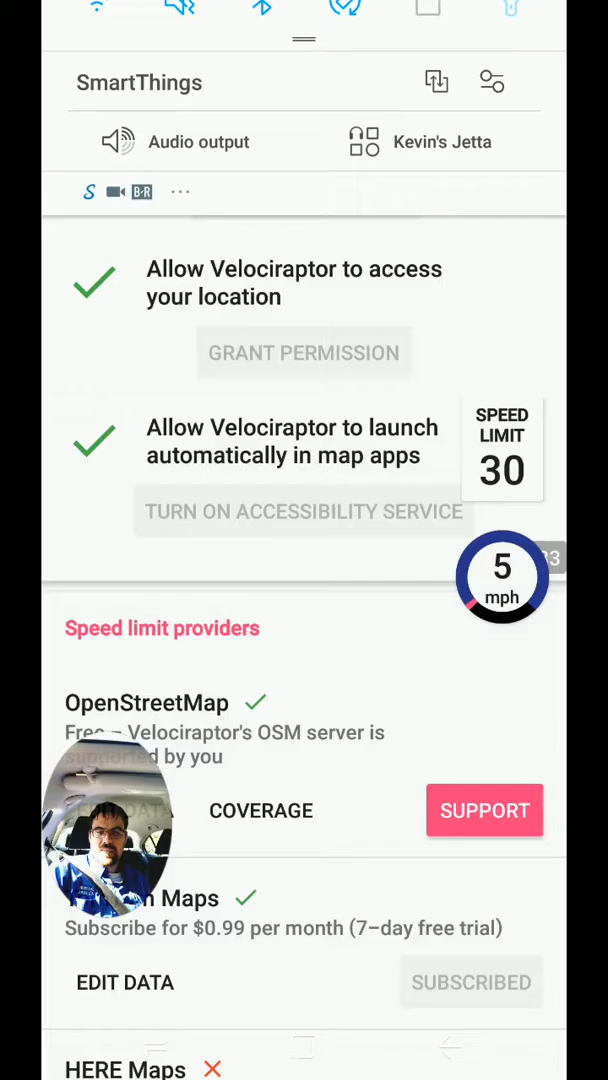 SmartThings
Audio output
Kevin's Jetta
B-R
Allow Velociraptor to access
your location
GRANT PERMISSION
Allow Velociraptor to launch
automatically in map apps
SPEED
LIMIT
30
TURN ON ACCESSIBILITY SERVICE
5
mph
Speed limit providers
OpenStreetMap
Free – Velociraptor's OSM server is
supported by you
DATA
COVERAGE
SUPPORT
Maps
Subscribe for $0.99 per month (7–day free trial)
EDIT DATA
SUBSCRIBED
HERE Maps